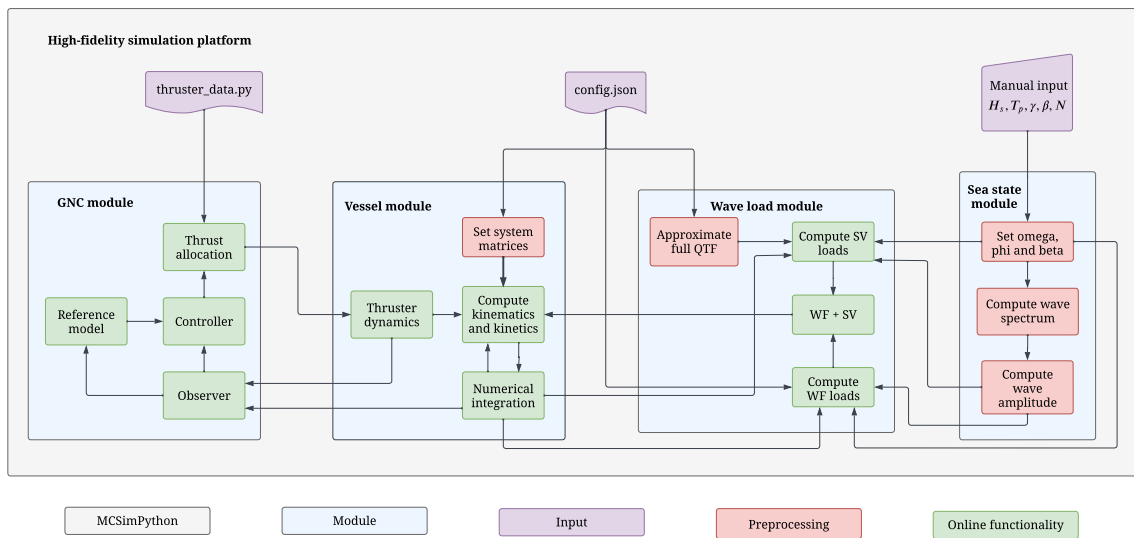 High-fidelity simulation platform
thruster_data.py
config.json
Manual input
H_s, T_p, γ, β, N
GNC module
Thrust
allocation
Reference
model
Controller
Observer
Vessel module
Set system
matrices
Thruster
dynamics
Compute
kinematics
and kinetics
Numerical
integration
Wave load module
Approximate
full QTF
Compute SV
loads
WF + SV
Compute
WF loads
Sea state
module
Set omega,
phi and beta
Compute wave
spectrum
Compute
wave
amplitude
MCSimPython
Module
Input
Preprocessing
Online functionality